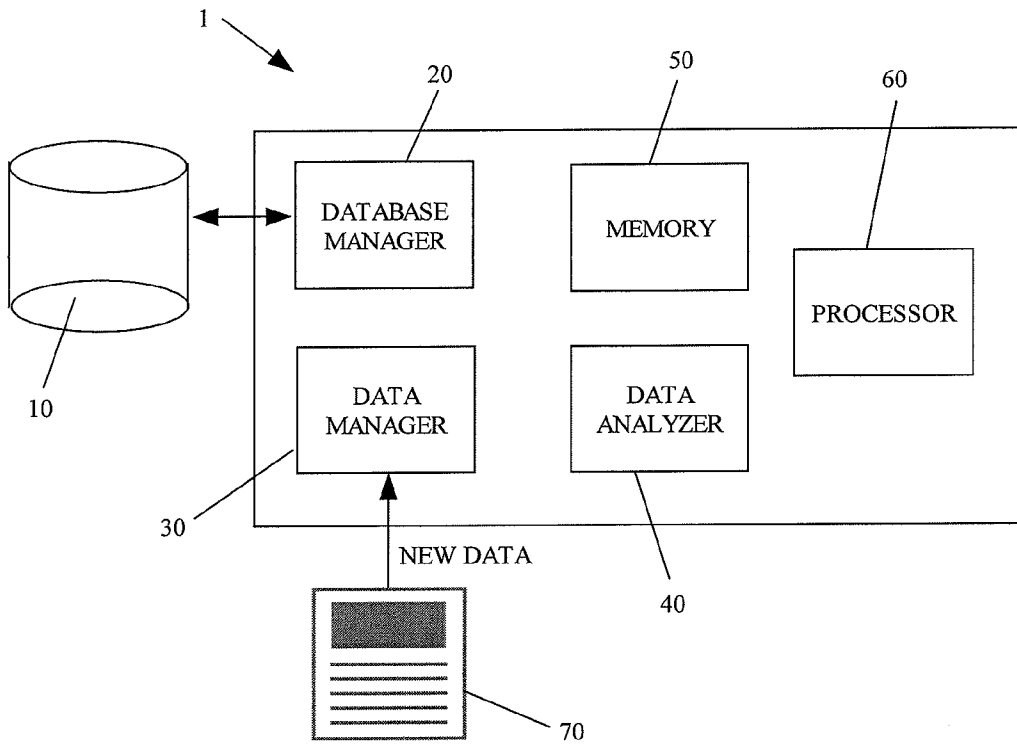 1
20
50
60
DATABASE
MANAGER
MEMORY
PROCESSOR
10
DATA
MANAGER
DATA
ANALYZER
30
NEW DATA
40
70